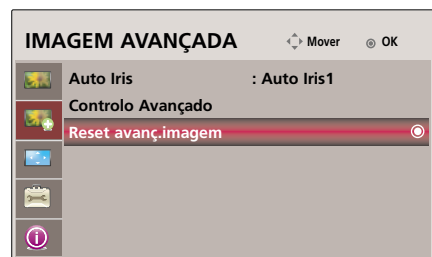 IMAGEM AVANÇADA Mover OK
Auto Iris : Auto Iris1
Controlo Avançado
Reset avanç.imagem